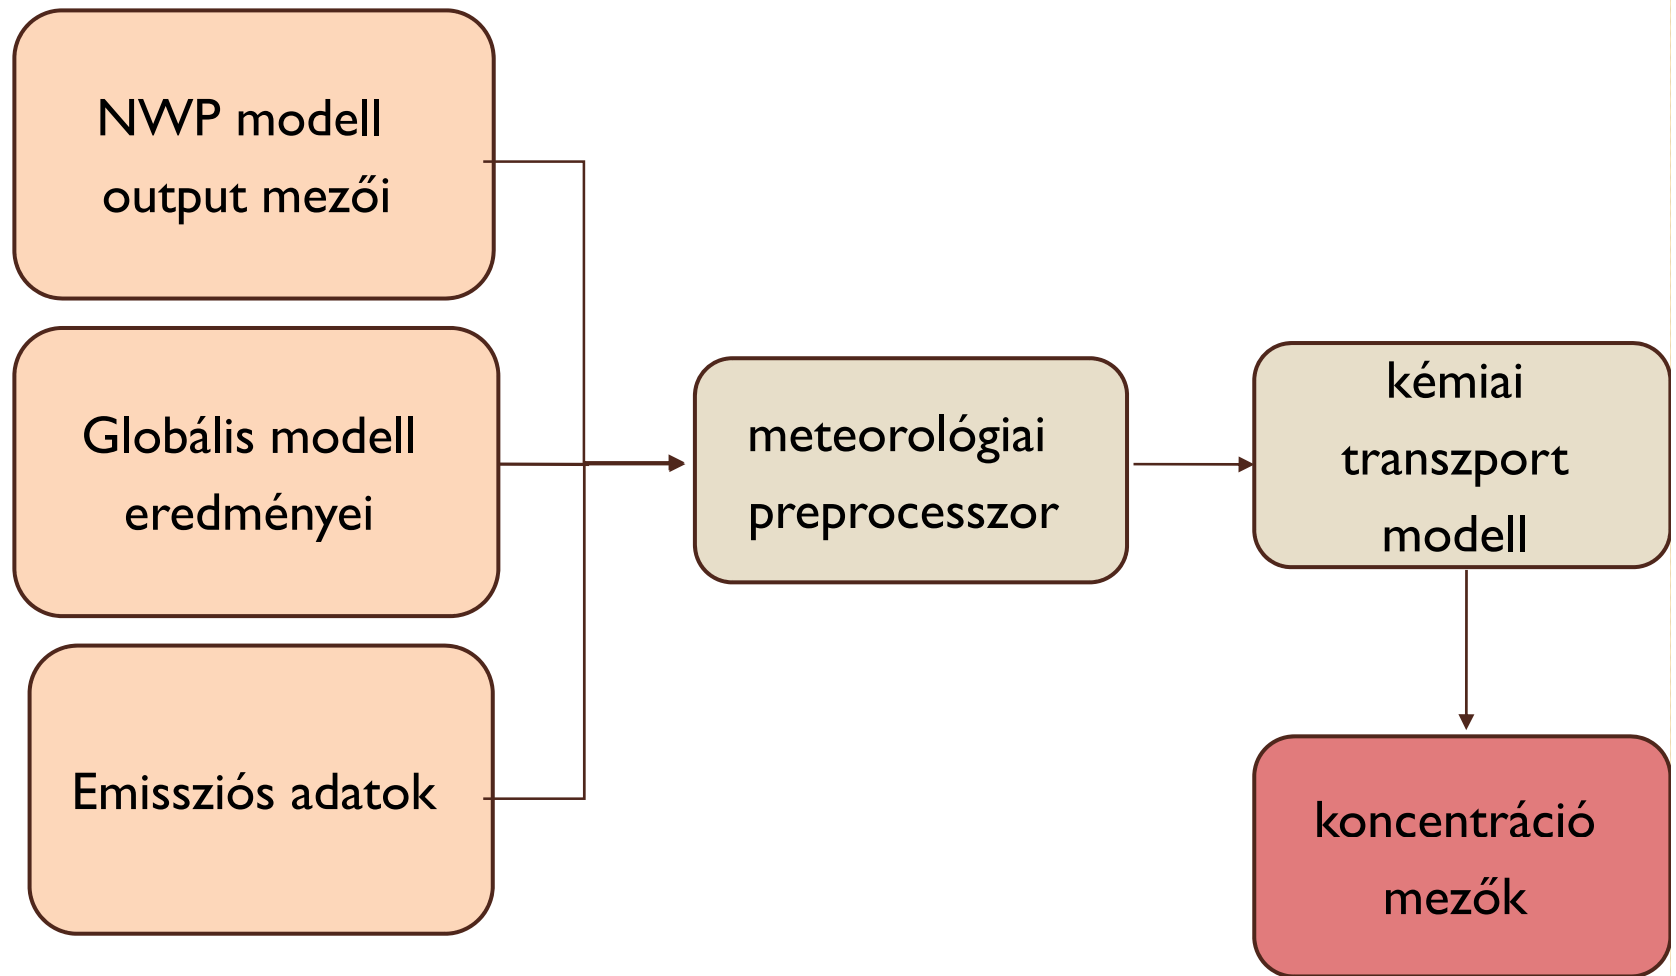 NWP modell
output mezői
Globális modell
eredményei
Emissziós adatok
meteorológiai
preprocesszor
kémiai
transzport
modell
koncentráció
mezők